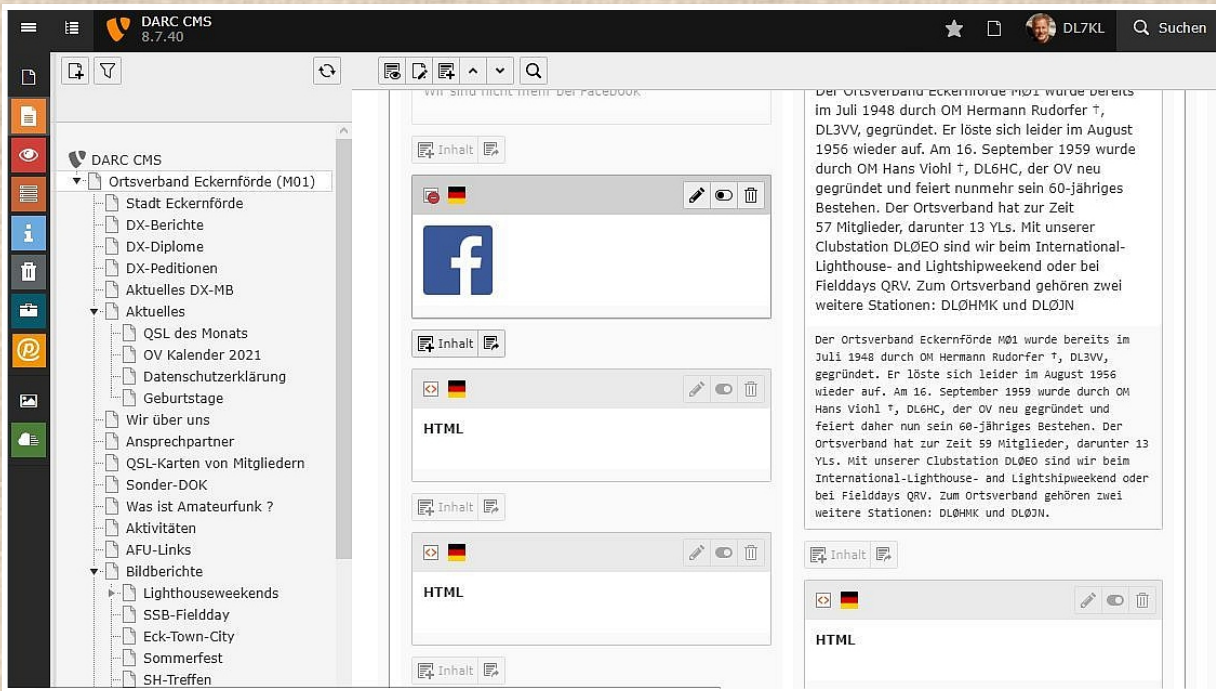 DARC CMS
8.7.40
DL7KL
Suchen
DARC CMS
Ortsverband Eckernförde (M01)
Stadt Eckernförde
DX-Berichte
DX-Diplome
DX-Peditionen
Aktuelles DX-MB
Aktuelles
QSL des Monats
OV Kalender 2021
Datenschutzerklärung
Geburtstage
Wir über uns
Ansprechpartner
QSL-Karten von Mitgliedern
Sonder-DOK
Was ist Amateurfunk ?
Aktivitäten
AFU-Links
Bildberichte
Lighthouseweekends
SSB-Fieldday
Eck-Town-City
Sommerfest
SH-Treffen
Wir sind nicht mehr bei Facebook
Inhalt
Inhalt
HTML
Inhalt
HTML
Inhalt
Der Ortsverband Eckernförde MØ1 wurde bereits
im Juli 1948 durch OM Hermann Rudorfer †,
DL3VV, gegründet. Er löste sich leider im August
1956 wieder auf. Am 16. September 1959 wurde
durch OM Hans Viohl †, DL6HC, der OV neu
gegründet und feiert nunmehr sein 60-jähriges
Bestehen. Der Ortsverband hat zur Zeit
57 Mitglieder, darunter 13 YLs. Mit unserer
Clubstation DLØEO sind wir beim International-
Lighthouse- and Lightshipweekend oder bei
Fielddays QRV. Zum Ortsverband gehören zwei
weitere Stationen: DLØHMK und DLØJN
Der Ortsverband Eckernförde MØ1 wurde bereits im
Juli 1948 durch OM Hermann Rudorfer †, DL3VV,
gegründet. Er löste sich leider im August 1956
wieder auf. Am 16. September 1959 wurde durch OM
Hans Viohl †, DL6HC, der OV neu gegründet und
feiert daher nun sein 60-jähriges Bestehen. Der
Ortsverband hat zur Zeit 59 Mitglieder, darunter 13
YLs. Mit unserer Clubstation DLØEO sind wir beim
International-Lighthouse- and Lightshipweekend oder
bei Fielddays QRV. Zum Ortsverband gehören zwei
weitere Stationen: DLØHMK und DLØJN.
Inhalt
HTML